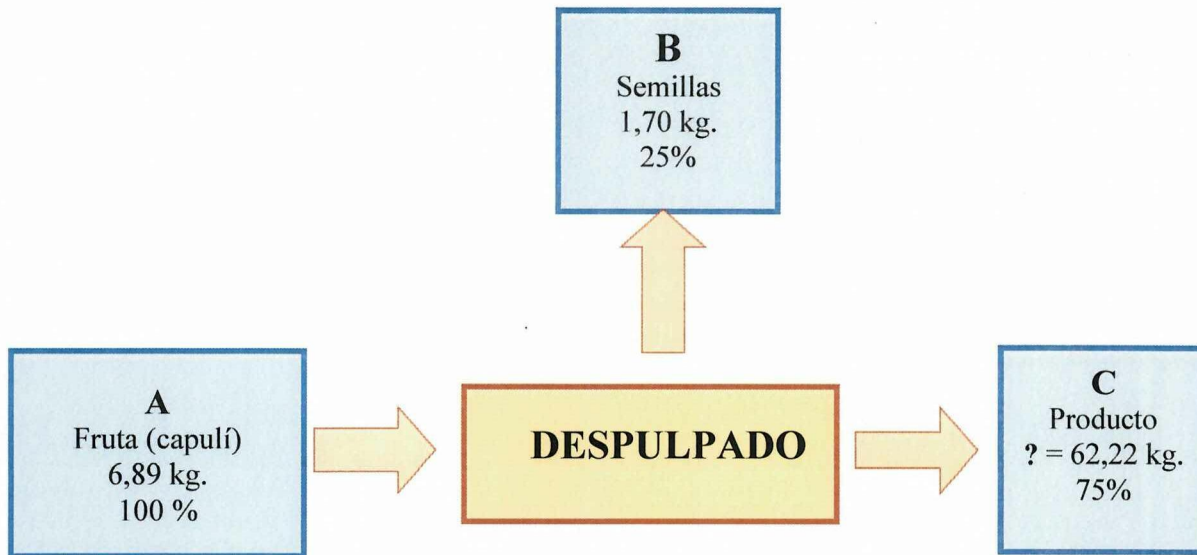 B
Semillas
1,70 kg.
25%
A
Fruta (capulí)
6,89 kg.
100 %
DESPULPADO
C
Producto
? = 62,22 kg.
75%